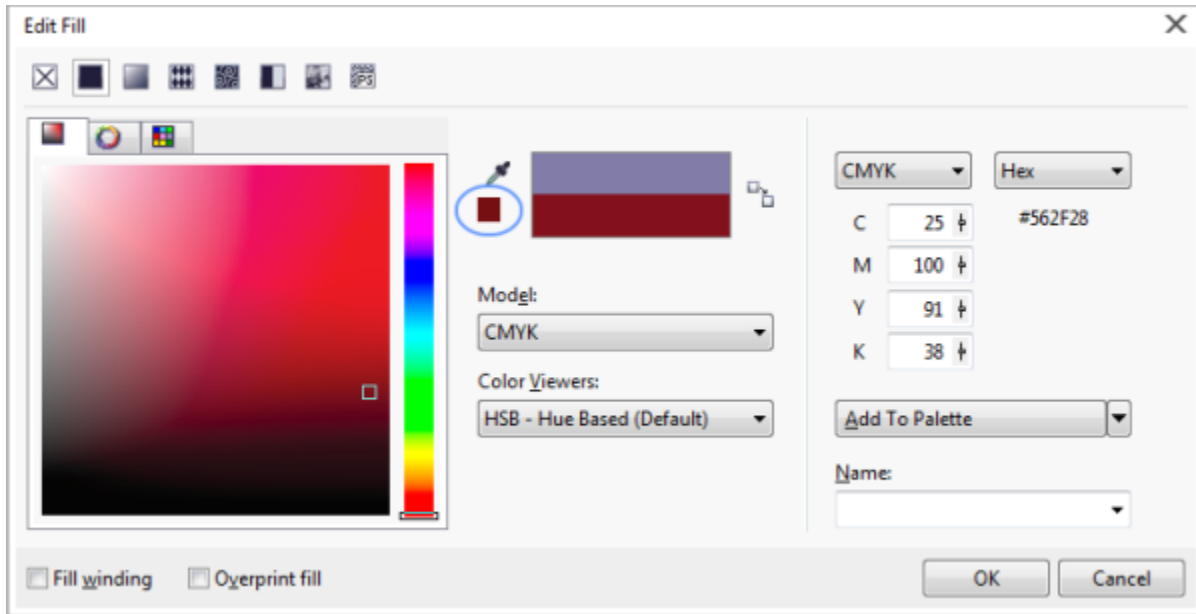 Edit Fill
PS
CMYK Hex
C 25 #562F28
M 100
Y 91
K 38
Model:
CMYK
Color Viewers:
HSB - Hue Based (Default)
Add To Palette
Name:
Fill winding Overprint fill OK Cancel